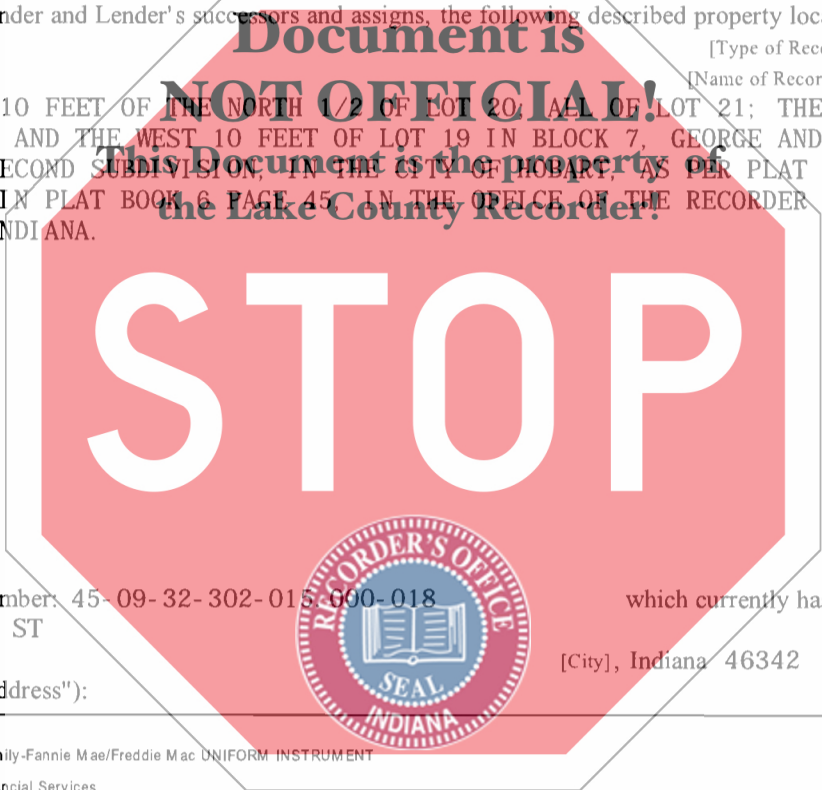 nder and Lender's successors and assigns, the following described property loc
Document is
[Type of Reco
NOT OFFICIAL!
[Name of Recor
10 FEET OF THE NORTH 1/2 OF LOT 20; ALL OF LOT 21; THE
AND THE WEST 10 FEET OF LOT 19 IN BLOCK 7, GEORGE AND
ECOND SUBDIVISION, IN THE CITY OF HOBART, AS PER PLAT
This Document is the property of
IN PLAT BOOK 6 PAGE 45, IN THE OFFICE OF THE RECORDER
the Lake County Recorder!
NDIANA.
STOP
RECORDER'S OFFICE
SEAL
INDIANA
mber: 45-09-32-302-015.000-018 which currently ha
ST
[City], Indiana 46342
ddress"):
ily-Fannie Mae/Freddie Mac UNIFORM INSTRUMENT
ncial Services